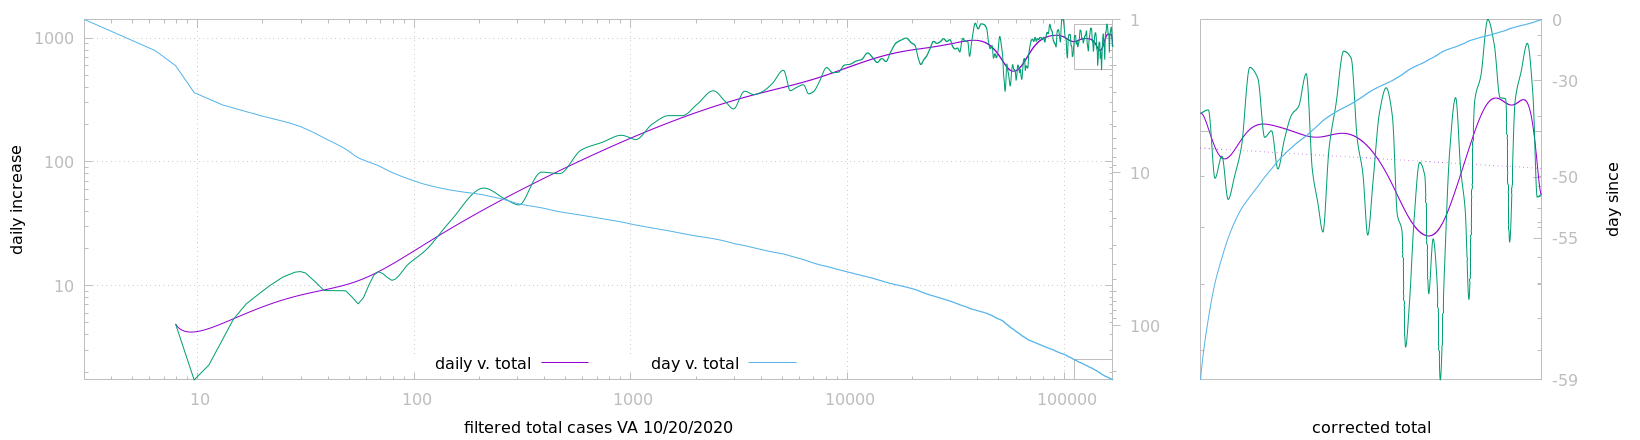 1000
100
10
daily increase
10
100
1000
10000
100000
filtered total cases VA 10/20/2020
daily v. total
day v. total
1
10
100
0
-30
-50
-55
-59
day since
corrected total